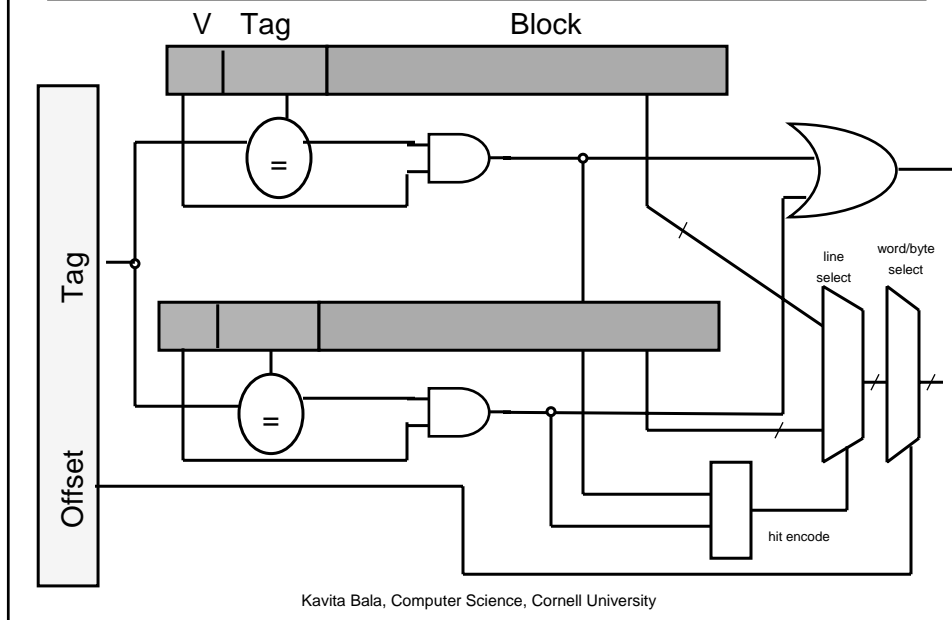 V Tag Block
=
Tag
line
select
word/byte
select
=
Offset
hit encode
Kavita Bala, Computer Science, Cornell University